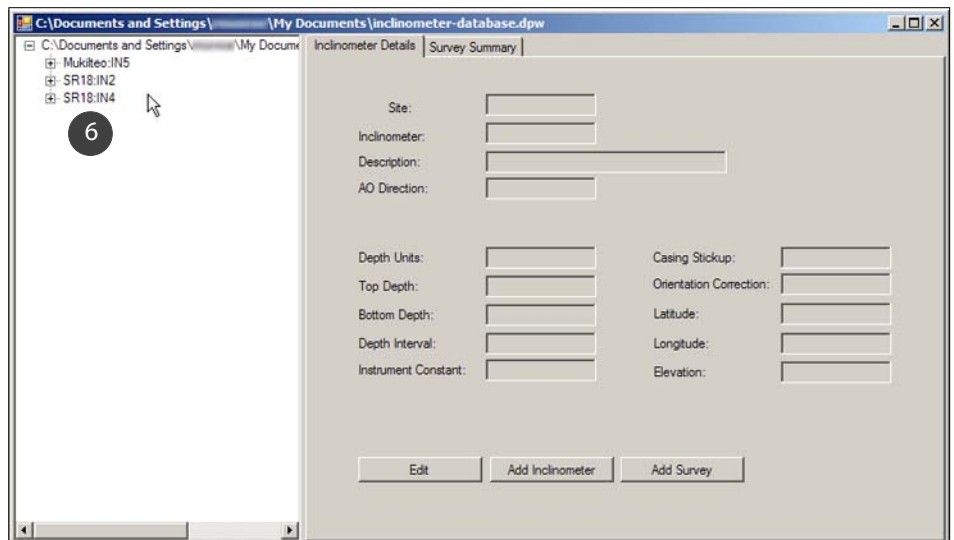 C:\Documents and Settings\ \My Documents\inclinometer-database.dpw
C:\Documents and Settings\ \My Docume
Mukilteo:IN5
SR18:IN2
SR18:IN4
6
Inclinometer Details Survey Summary
Site:
Inclinometer:
Description:
AO Direction:
Depth Units: Casing Stickup:
Top Depth: Orientation Correction:
Bottom Depth: Latitude:
Depth Interval: Longitude:
Instrument Constant: Elevation:
Edit Add Inclinometer Add Survey